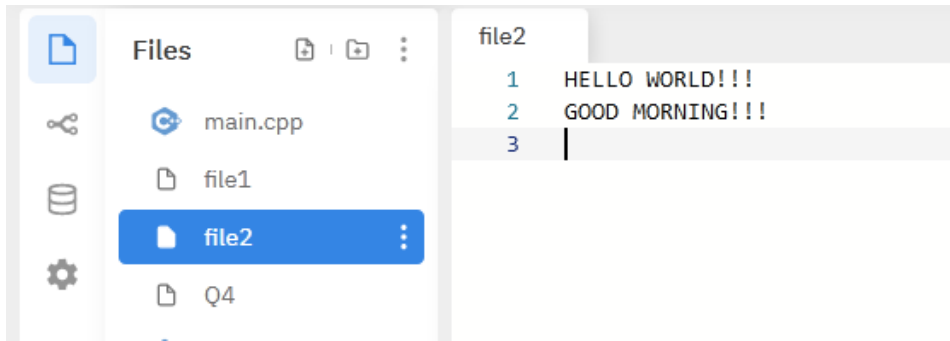 Files
main.cpp
file1
file2
Q4
file2
1 HELLO WORLD!!!
2 GOOD MORNING!!!
3